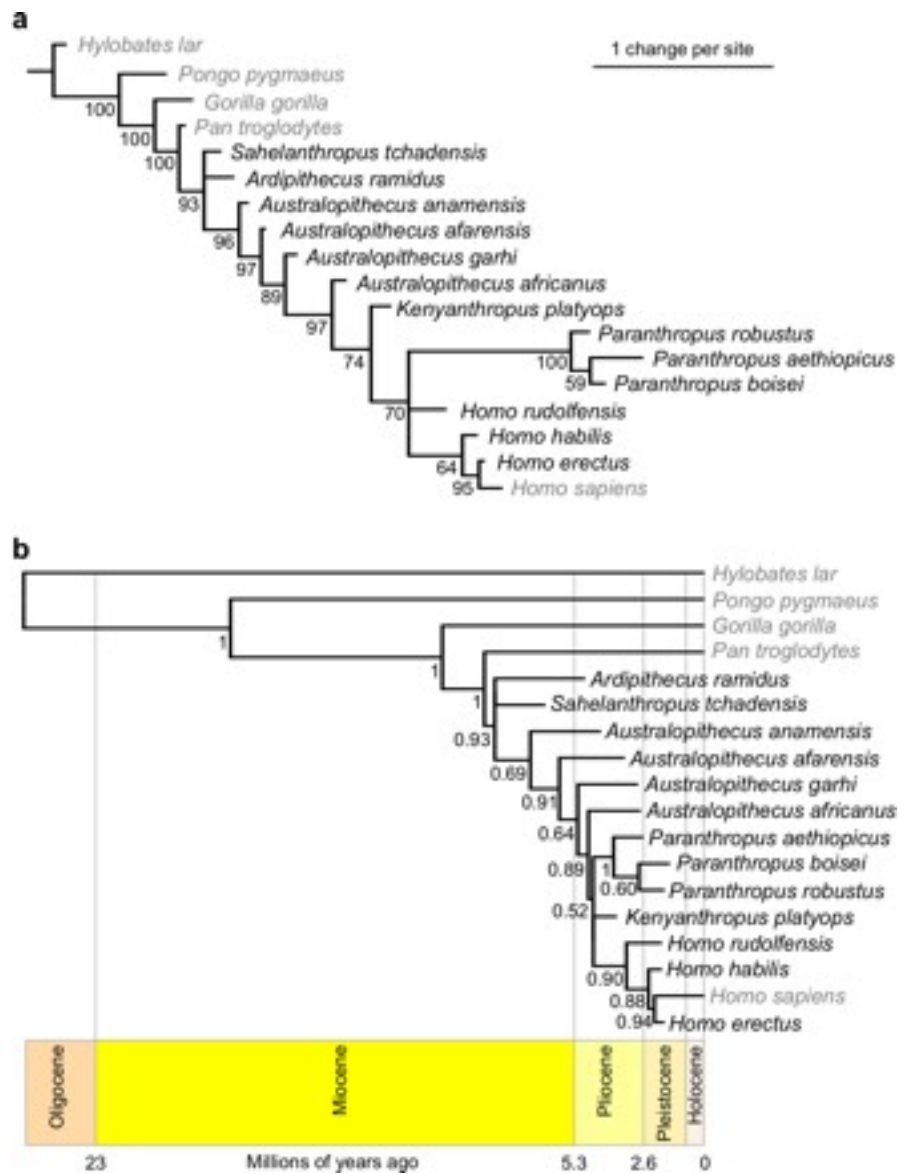 a
Hylobates lar
1 change per site
Pongo pygmaeus
100
Gorilla gorilla
100
Pan troglodytes
100
Sahelanthropus tchadensis
Ardipithecus ramidus
93
Australopithecus anamensis
96
Australopithecus afarensis
97
Australopithecus garhi
89
Australopithecus africanus
97
Kenyanthropus platyops
74
Paranthropus robustus
100
Paranthropus aethiopicus
59
Paranthropus boisei
70
Homo rudolfensis
Homo habilis
64
Homo erectus
95
Homo sapiens
b
Hylobates lar
Pongo pygmaeus
1
Gorilla gorilla
1
Pan troglodytes
1
Ardipithecus ramidus
Sahelanthropus tchadensis
0.93
Australopithecus anamensis
0.69
Australopithecus afarensis
0.91
Australopithecus garhi
0.64
Australopithecus africanus
0.89
Paranthropus aethiopicus
1
Paranthropus boisei
0.60
Paranthropus robustus
0.52
Kenyanthropus platyops
Homo rudolfensis
0.90
Homo habilis
0.88
Homo sapiens
0.94
Homo erectus
Oligocene
Miocene
Pliocene
Pleistocene
Holocene
23
Millions of years ago
5.3
2.6
0